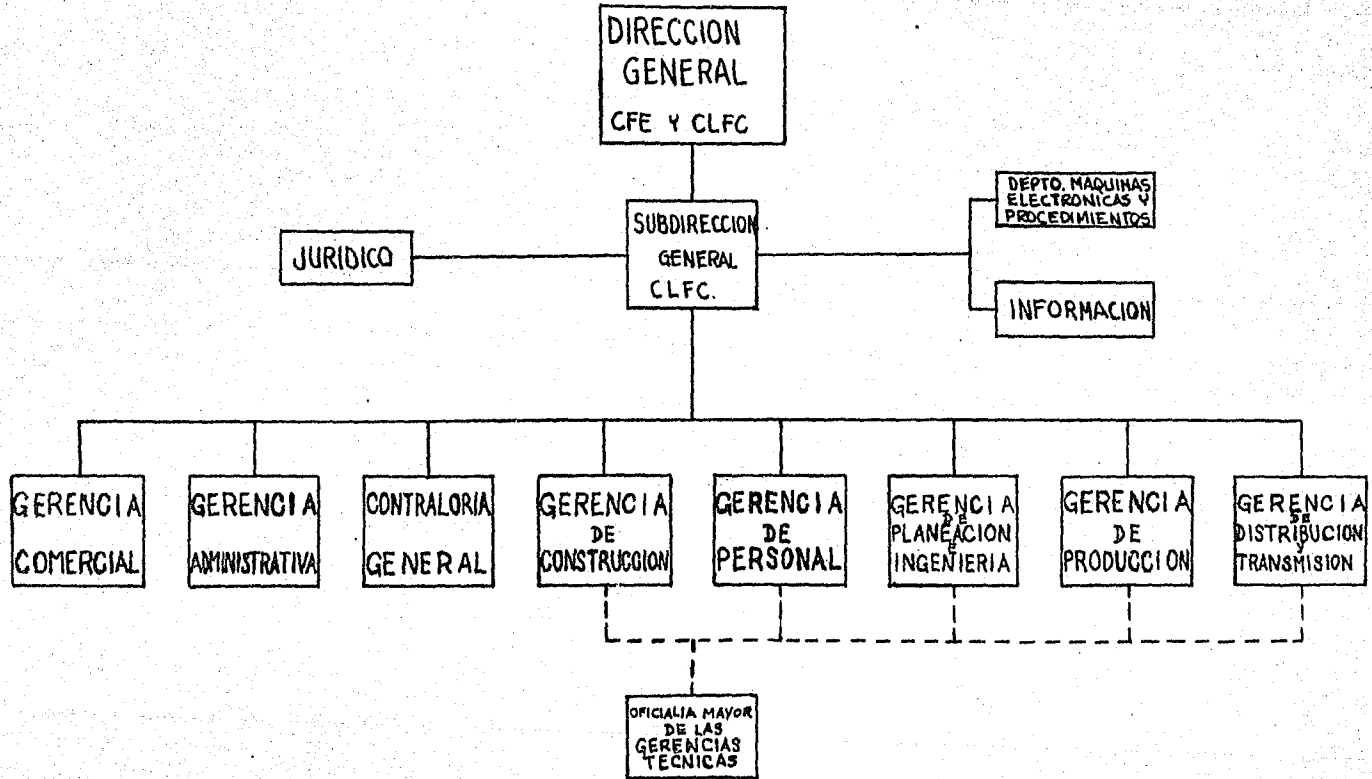 DIRECCION
GENERAL
CFE Y CLFC
DEPTO. MAQUINAS
ELECTRONICAS Y
PROCEDIMIENTOS
SUBDIRECCION
GENERAL
CLFC.
JURIDICO
INFORMACION
GERENCIA
COMERCIAL
GERENCIA
ADMINISTRATIVA
CONTRALORIA
GENERAL
GERENCIA
DE
CONSTRUCCION
GERENCIA
DE
PERSONAL
GERENCIA
DE
PLANEACION
E
INGENIERIA
GERENCIA
DE
PRODUCCION
GERENCIA
DE
DISTRIBUCION
Y
TRANSMISION
OFICIALIA MAYOR
DE LAS
GERENCIAS
TECNICAS